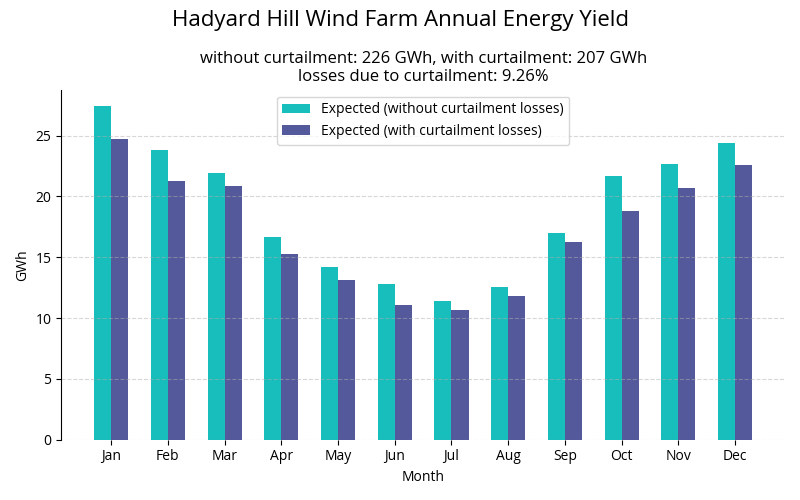 Hadyard Hill Wind Farm Annual Energy Yield
without curtailment: 226 GWh, with curtailment: 207 GWh
losses due to curtailment: 9.26%
Expected (without curtailment losses)
Expected (with curtailment losses)
GWh
25
20
15
10
5
0
Jan Feb Mar Apr May Jun Jul Aug Sep Oct Nov Dec
Month